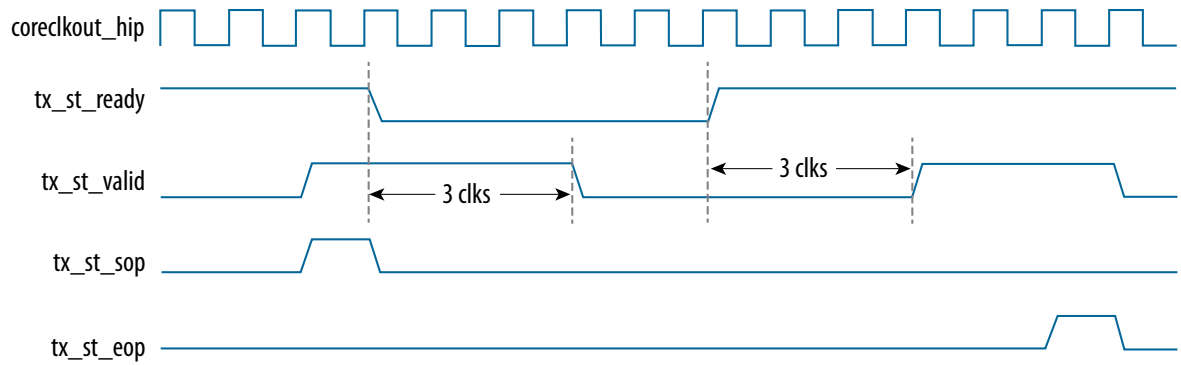 coreclkout_hip
tx_st_ready
tx_st_valid
3 clks
3 clks
tx_st_sop
tx_st_eop